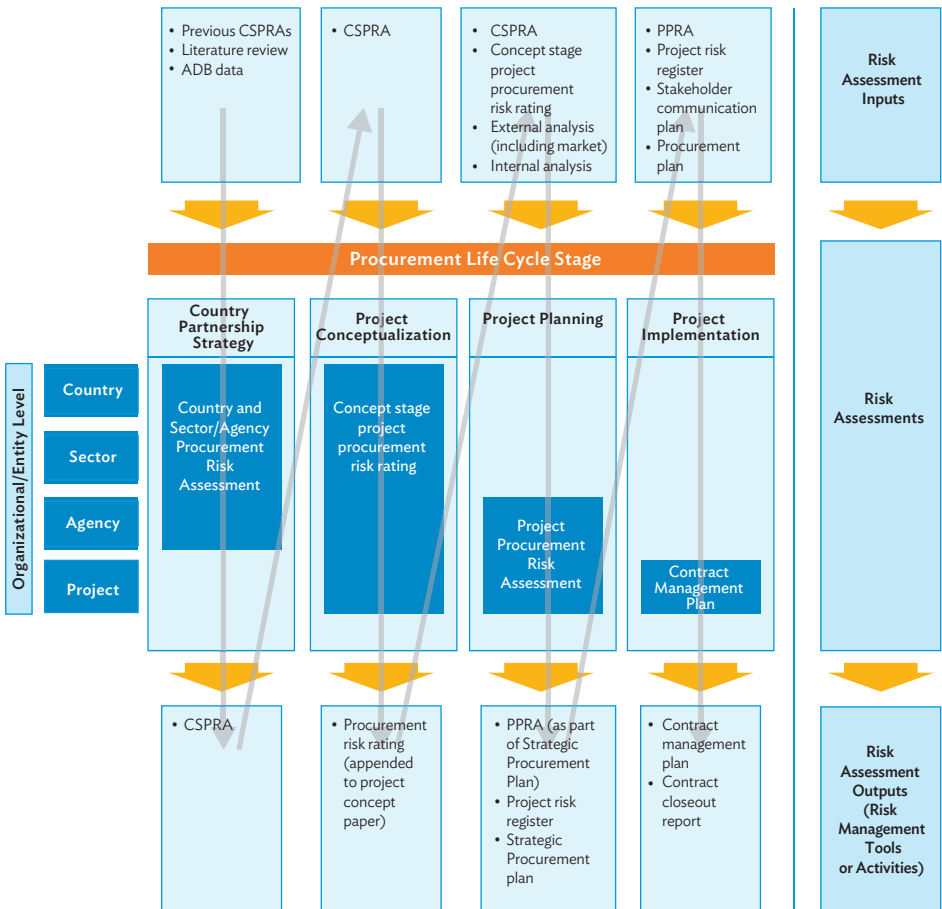 • Previous CSPRAs
• Literature review
• ADB data
• CSPRA
• CSPRA
• Concept stage
project
procurement
risk rating
• External analysis
(including market)
• Internal analysis
• PPRA
• Project risk
register
• Stakeholder
communication
plan
• Procurement
plan
Risk
Assessment
Inputs
Procurement Life Cycle Stage
Country
Partnership
Strategy
Project
Conceptualization
Project Planning
Project
Implementation
Organizational/Entity Level
Country
Sector
Agency
Project
Country and
Sector/Agency
Procurement
Risk
Assessment
Concept stage
project
procurement
risk rating
Project
Procurement
Risk
Assessment
Contract
Management
Plan
Risk
Assessments
• CSPRA
• Procurement
risk rating
(appended
to project
concept
paper)
• PPRA (as part
of Strategic
Procurement
Plan)
• Project risk
register
• Strategic
Procurement
plan
• Contract
management
plan
• Contract
closeout
report
Risk
Assessment
Outputs
(Risk
Management
Tools
or Activities)